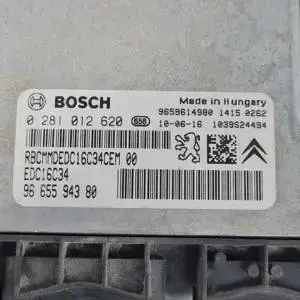 BOSCH
Made in Hungary
0 281 012 620 656
9659614980 1415 0262
10-06-16 1039S24494
RBCMMDEDC16C34CEM 00
EDC16C34
96 655 943 80